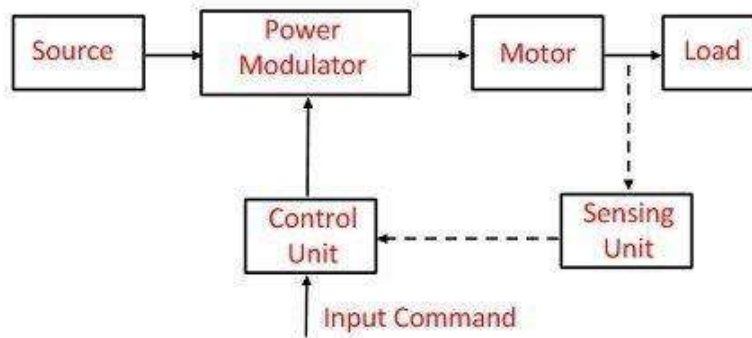 Source
Power
Modulator
Motor
Load
Control
Unit
Sensing
Unit
Input Command